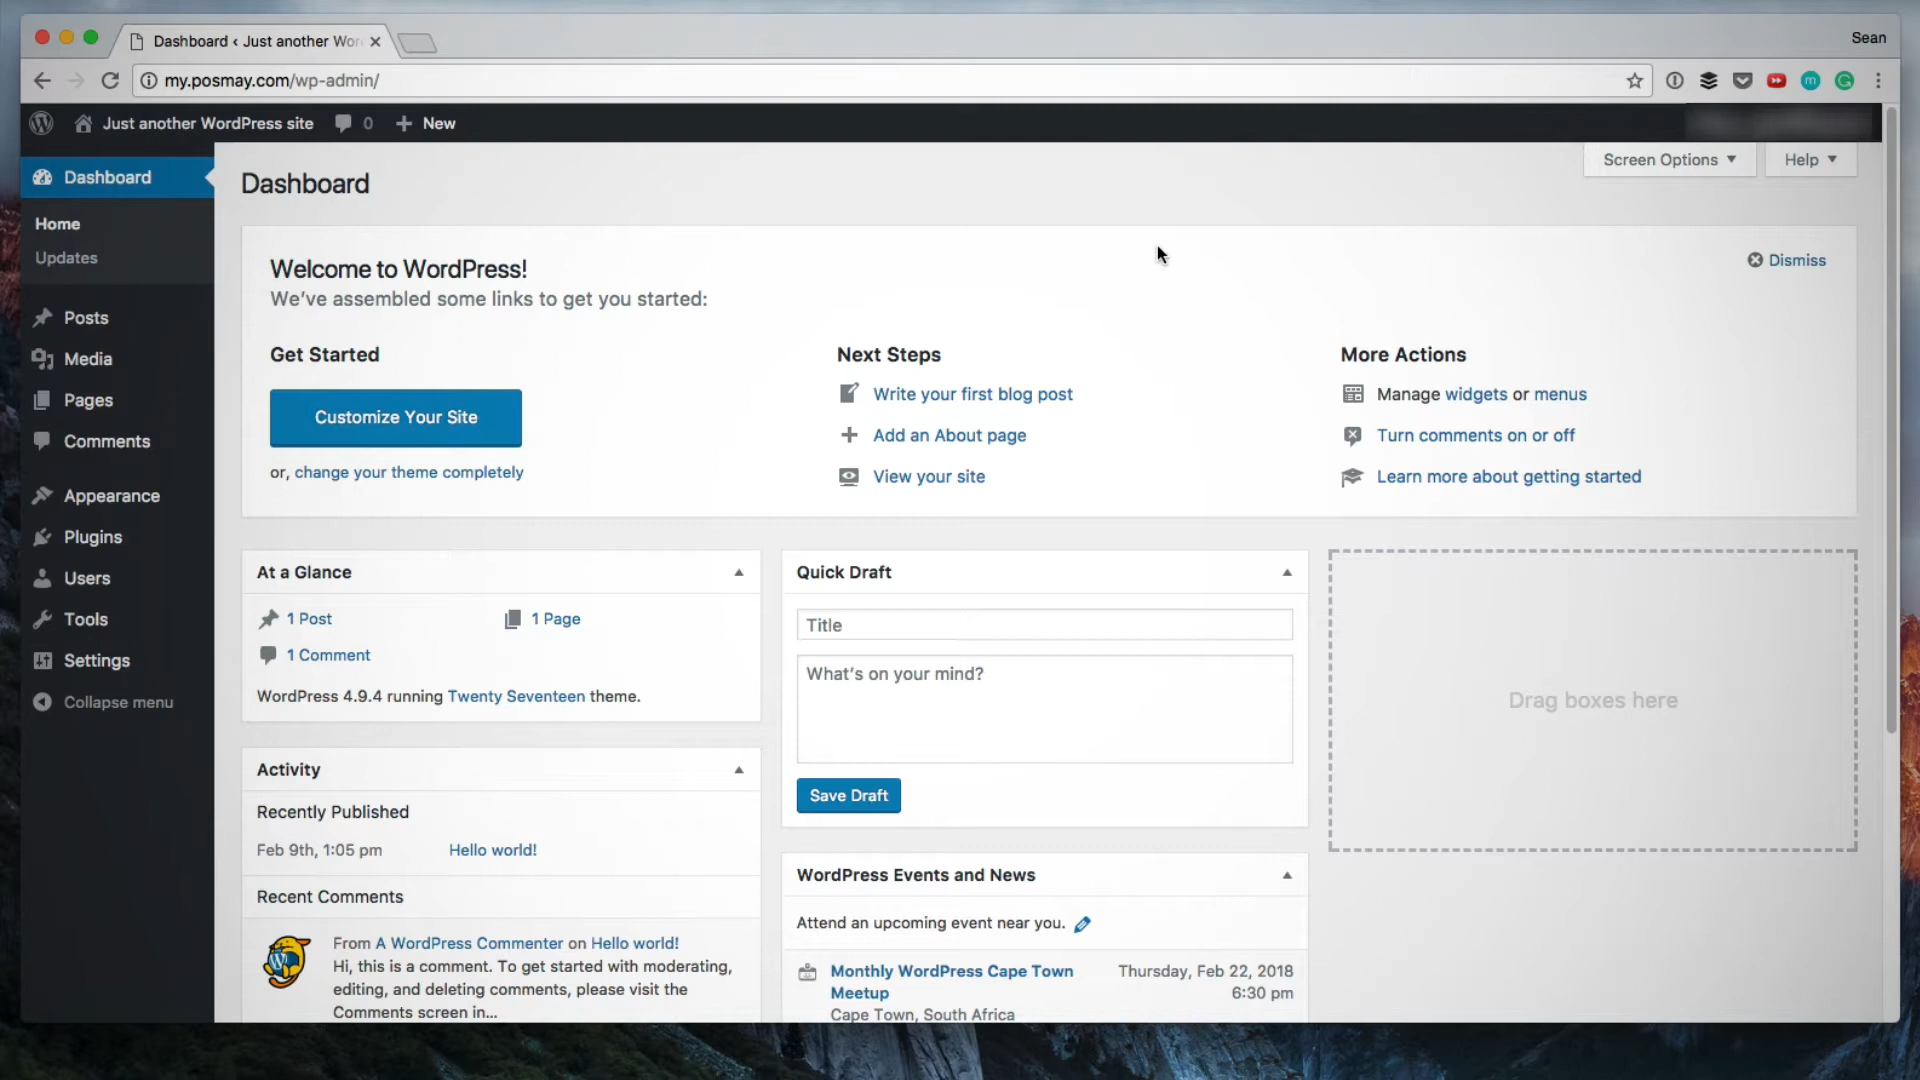 Dashboard ‹ Just another Wor
Sean
my.posmay.com/wp-admin/
Just another WordPress site
0
New
Screen Options
Help
Dashboard
Home
Updates
Posts
Media
Pages
Comments
Appearance
Plugins
Users
Tools
Settings
Collapse menu
Dashboard
Welcome to WordPress!
We've assembled some links to get you started:
Dismiss
Get Started
Customize Your Site
or, change your theme completely
Next Steps
Write your first blog post
Add an About page
View your site
More Actions
Manage widgets or menus
Turn comments on or off
Learn more about getting started
At a Glance
1 Post
1 Page
1 Comment
WordPress 4.9.4 running Twenty Seventeen theme.
Activity
Recently Published
Feb 9th, 1:05 pm
Hello world!
Recent Comments
From A WordPress Commenter on Hello world!
Hi, this is a comment. To get started with moderating,
editing, and deleting comments, please visit the
Comments screen in...
Quick Draft
Title
What's on your mind?
Save Draft
WordPress Events and News
Attend an upcoming event near you.
Monthly WordPress Cape Town
Meetup
Cape Town, South Africa
Thursday, Feb 22, 2018
6:30 pm
Drag boxes here